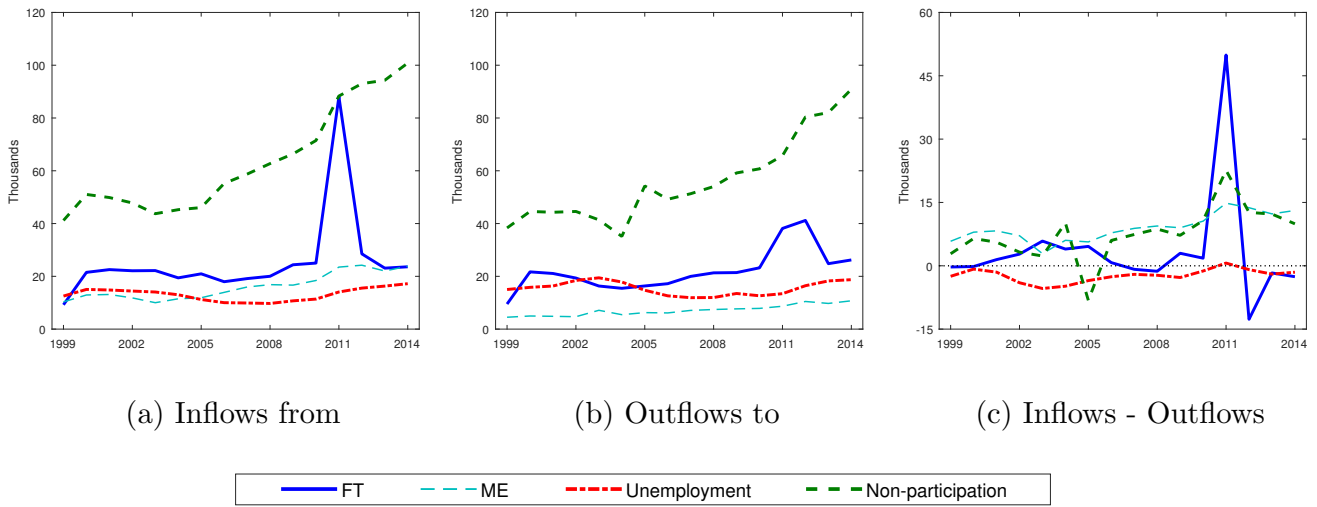 120
100
80
60
40
20
0
Thousands
1999 2002 2005 2008 2011 2014
(a) Inflows from
120
100
80
60
40
20
0
Thousands
1999 2002 2005 2008 2011 2014
(b) Outflows to
60
45
30
15
0
-15
Thousands
1999 2002 2005 2008 2011 2014
(c) Inflows - Outflows
FT ME Unemployment Non-participation